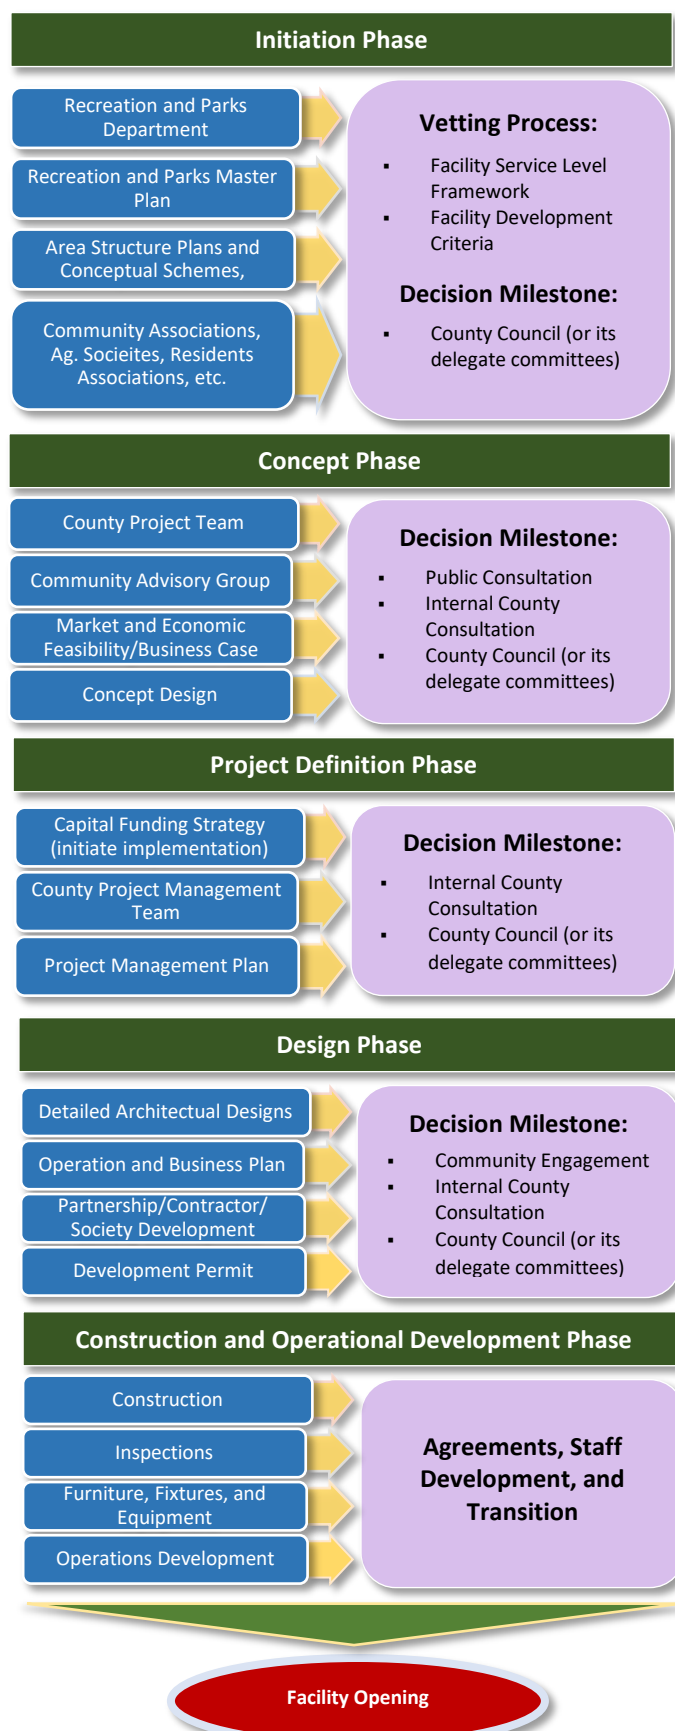 Initiation Phase
Recreation and Parks
Department
Recreation and Parks Master
Plan
Area Structure Plans and
Conceptual Schemes,
Community Associations,
Ag. Socieites, Residents
Associations, etc.
Vetting Process:
▪ Facility Service Level
Framework
▪ Facility Development
Criteria
Decision Milestone:
▪ County Council (or its
delegate committees)
Concept Phase
County Project Team
Community Advisory Group
Market and Economic
Feasibility/Business Case
Concept Design
Decision Milestone:
▪ Public Consultation
▪ Internal County
Consultation
▪ County Council (or its
delegate committees)
Project Definition Phase
Capital Funding Strategy
(initiate implementation)
County Project Management
Team
Project Management Plan
Decision Milestone:
▪ Internal County
Consultation
▪ County Council (or its
delegate committees)
Design Phase
Detailed Architectual Designs
Operation and Business Plan
Partnership/Contractor/
Society Development
Development Permit
Decision Milestone:
▪ Community Engagement
▪ Internal County
Consultation
▪ County Council (or its
delegate committees)
Construction and Operational Development Phase
Construction
Inspections
Furniture, Fixtures, and
Equipment
Operations Development
Agreements, Staff
Development, and
Transition
Facility Opening